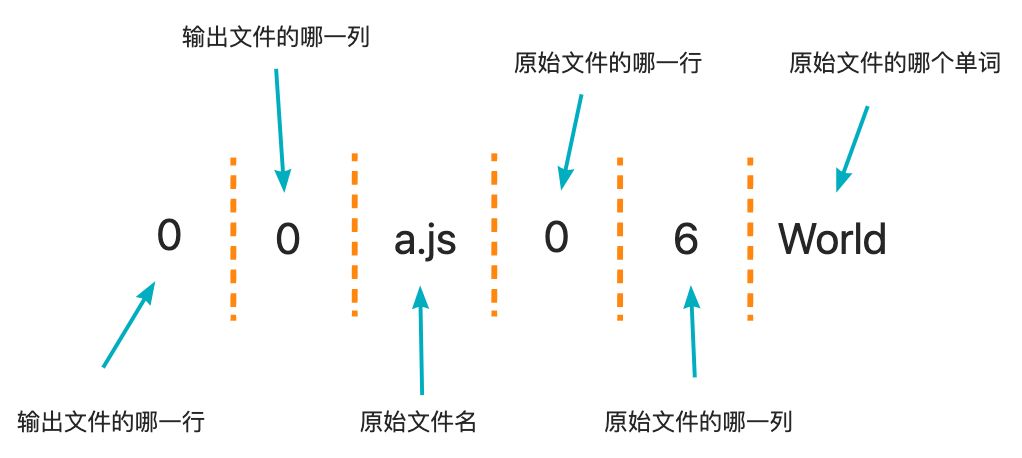 输出文件的哪一列
原始文件的哪一行
原始文件的哪个单词
0 0 a.js 0 6 World
输出文件的哪一行
原始文件名
原始文件的哪一列